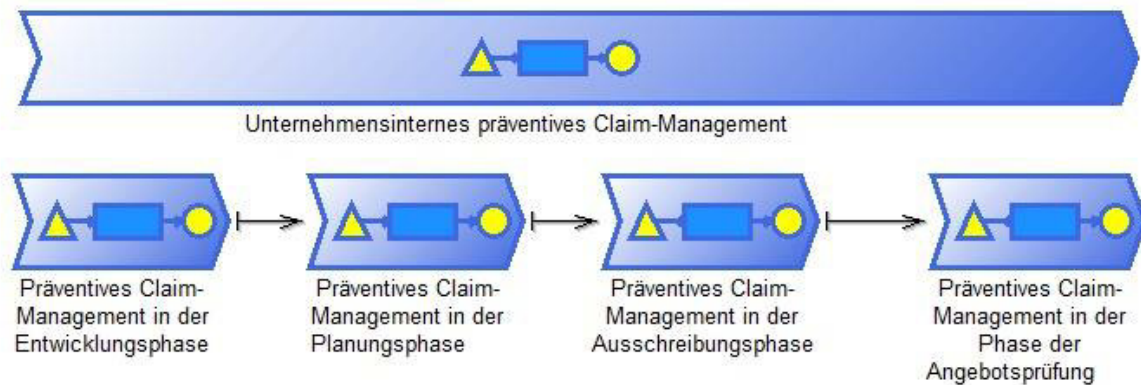 Unternehmensinternes präventives Claim-Management
Präventives Claim-
Management in der
Entwicklungsphase
Präventives Claim-
Management in der
Planungsphase
Präventives Claim-
Management in der
Ausschreibungsphase
Präventives Claim-
Management in der
Phase der
Angebotsprüfung